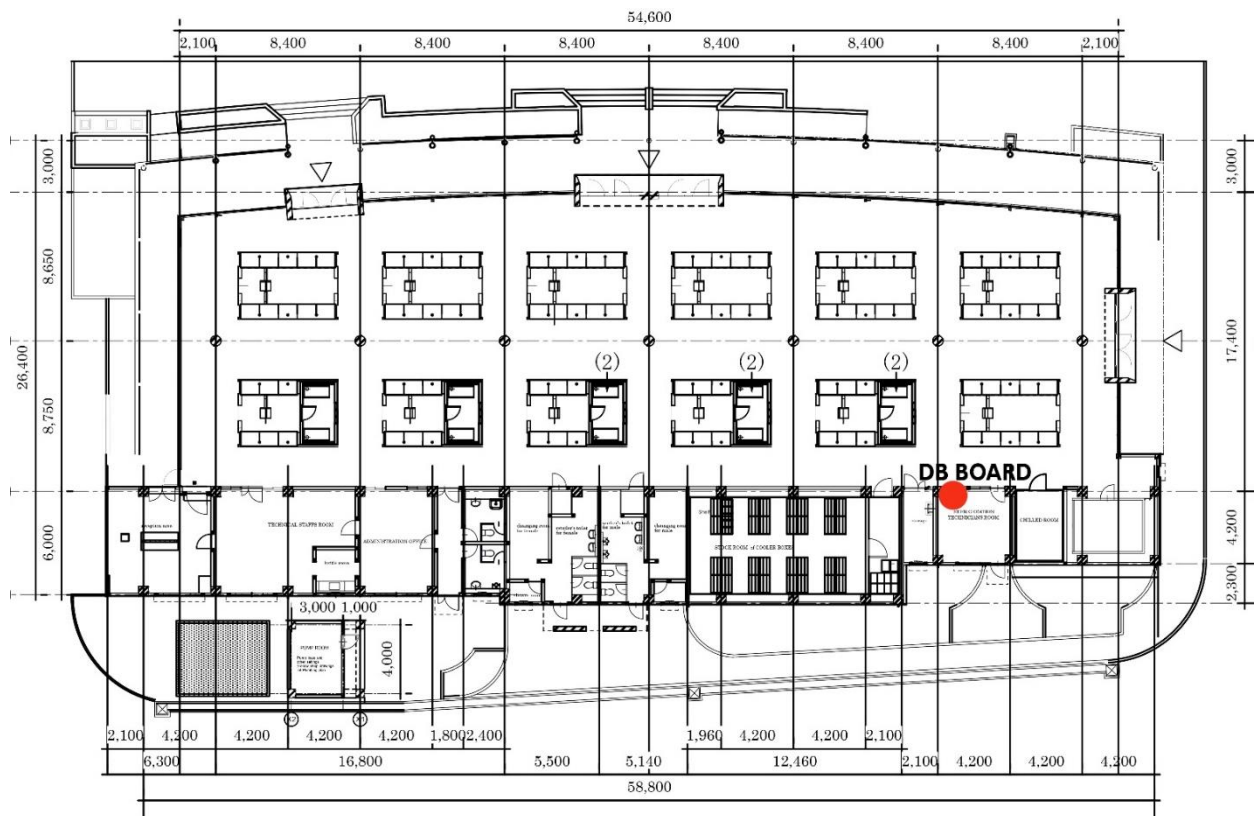 54,600
2,100 8,400 8,400 8,400 8,400 8,400 8,400 2,100
3,000
3,000
8,650
26,400
17,400
8,750
(2) (2) (2)
DB BOARD
TECHNICAL STAFFS ROOM
ADMINISTRATION OFFICE
STOCK ROOM of COOLER BOXES
TECHNICIANS ROOM
CHILLED ROOM
6,000
4,200
2,300
3,000 1,000
PUMP ROOM
4,000
X2 X1
2,100 4,200 4,200 4,200 4,200 1,800 2,400 1,960 4,200 4,200 2,100
6,300 16,800 5,500 5,140 12,460 2,100 4,200 4,200 4,200
58,800